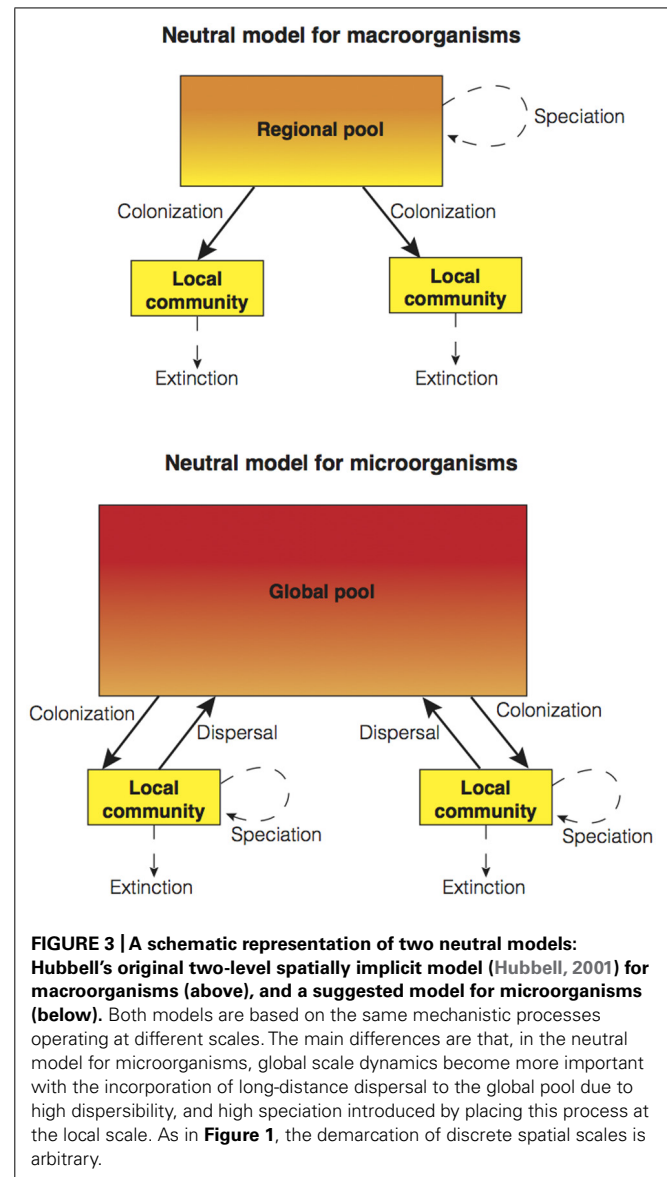 Neutral model for macroorganisms
Regional pool
Speciation
Colonization
Colonization
Local
community
Local
community
Extinction
Extinction
Neutral model for microorganisms
Global pool
Colonization
Dispersal
Dispersal
Colonization
Local
community
Speciation
Local
community
Speciation
Extinction
Extinction
FIGURE 3 | A schematic representation of two neutral models:
Hubbell's original two-level spatially implicit model (Hubbell, 2001) for
macroorganisms (above), and a suggested model for microorganisms
(below). Both models are based on the same mechanistic processes
operating at different scales. The main differences are that, in the neutral
model for microorganisms, global scale dynamics become more important
with the incorporation of long-distance dispersal to the global pool due to
high dispersibility, and high speciation introduced by placing this process at
the local scale. As in Figure 1, the demarcation of discrete spatial scales is
arbitrary.